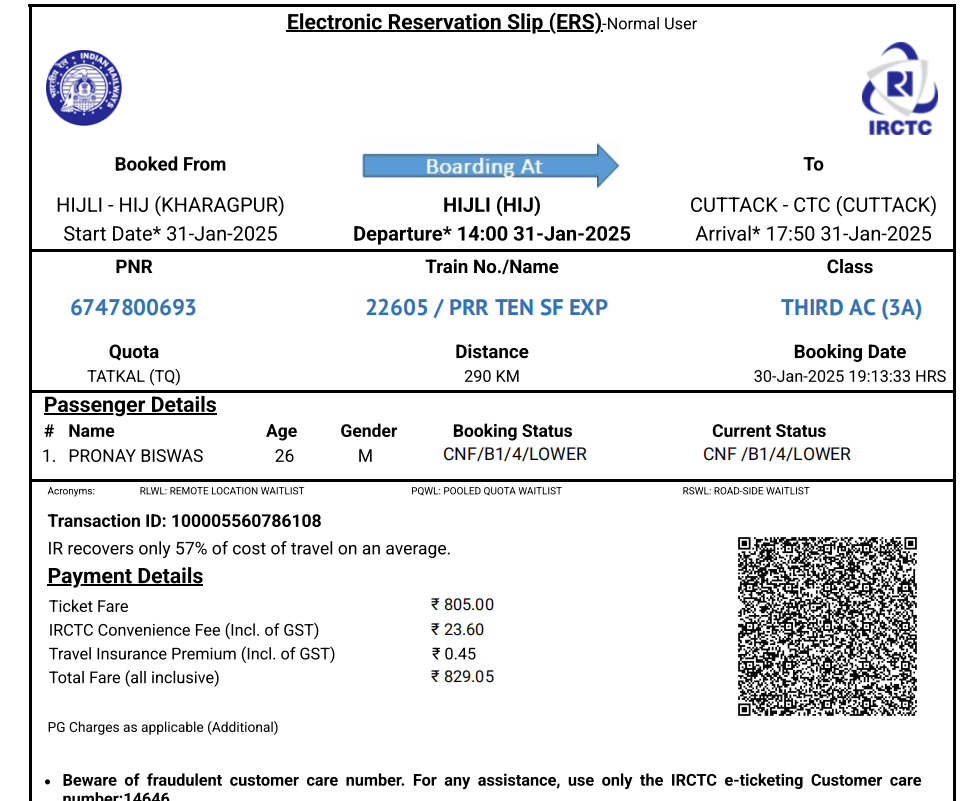 Electronic Reservation Slip (ERS)-Normal User
INDIAN RAILWAYS
भारतीय रेल
IRCTC
Booked From
Boarding At
To
HIJLI - HIJ (KHARAGPUR)
HIJLI (HIJ)
CUTTACK - CTC (CUTTACK)
Start Date* 31-Jan-2025
Departure* 14:00 31-Jan-2025
Arrival* 17:50 31-Jan-2025
PNR
Train No./Name
Class
6747800693
22605 / PRR TEN SF EXP
THIRD AC (3A)
Quota
Distance
Booking Date
TATKAL (TQ)
290 KM
30-Jan-2025 19:13:33 HRS
Passenger Details
# Name Age Gender Booking Status Current Status
1. PRONAY BISWAS 26 M CNF/B1/4/LOWER CNF /B1/4/LOWER
Acronyms: RLWL: REMOTE LOCATION WAITLIST PQWL: POOLED QUOTA WAITLIST RSWL: ROAD-SIDE WAITLIST
Transaction ID: 100005560786108
IR recovers only 57% of cost of travel on an average.
Payment Details
Ticket Fare ₹ 805.00
IRCTC Convenience Fee (Incl. of GST) ₹ 23.60
Travel Insurance Premium (Incl. of GST) ₹ 0.45
Total Fare (all inclusive) ₹ 829.05
PG Charges as applicable (Additional)
• Beware of fraudulent customer care number. For any assistance, use only the IRCTC e-ticketing Customer care
number:14646